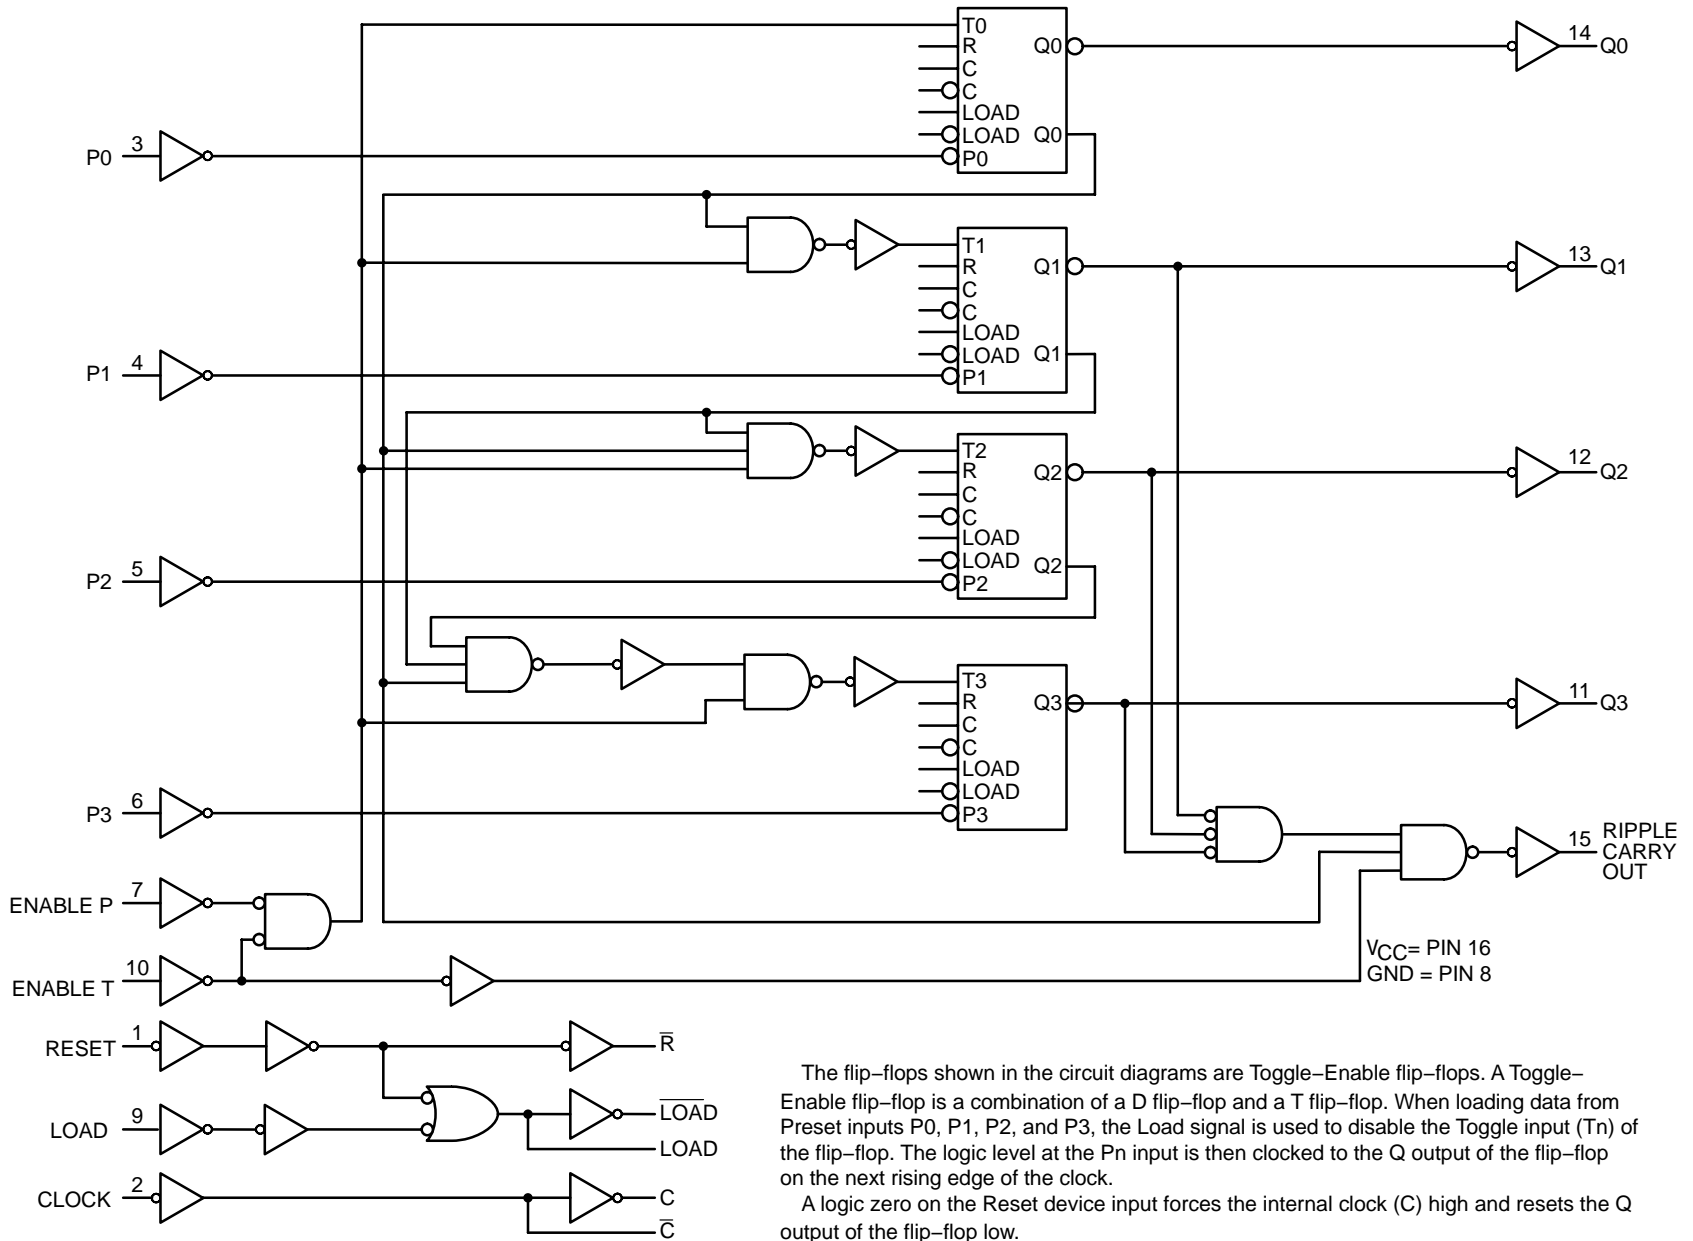 T0
R
C
C
LOAD
LOAD
P0
Q0
Q0
14 Q0
P0 3
T1
R
C
C
LOAD
LOAD
P1
Q1
Q1
13 Q1
P1 4
T2
R
C
C
LOAD
LOAD
P2
Q2
Q2
12 Q2
P2 5
T3
R
C
C
LOAD
LOAD
P3
Q3
11 Q3
P3 6
15 RIPPLE
CARRY
OUT
ENABLE P 7
ENABLE T 10
VCC= PIN 16
GND = PIN 8
RESET 1
R̅
LOAD 9
L̅O̅A̅D̅
LOAD
CLOCK 2
C
C̅
The flip–flops shown in the circuit diagrams are Toggle–Enable flip–flops. A Toggle–
Enable flip–flop is a combination of a D flip–flop and a T flip–flop. When loading data from
Preset inputs P0, P1, P2, and P3, the Load signal is used to disable the Toggle input (Tn) of
the flip–flop. The logic level at the Pn input is then clocked to the Q output of the flip–flop
on the next rising edge of the clock.
A logic zero on the Reset device input forces the internal clock (C) high and resets the Q
output of the flip–flop low.